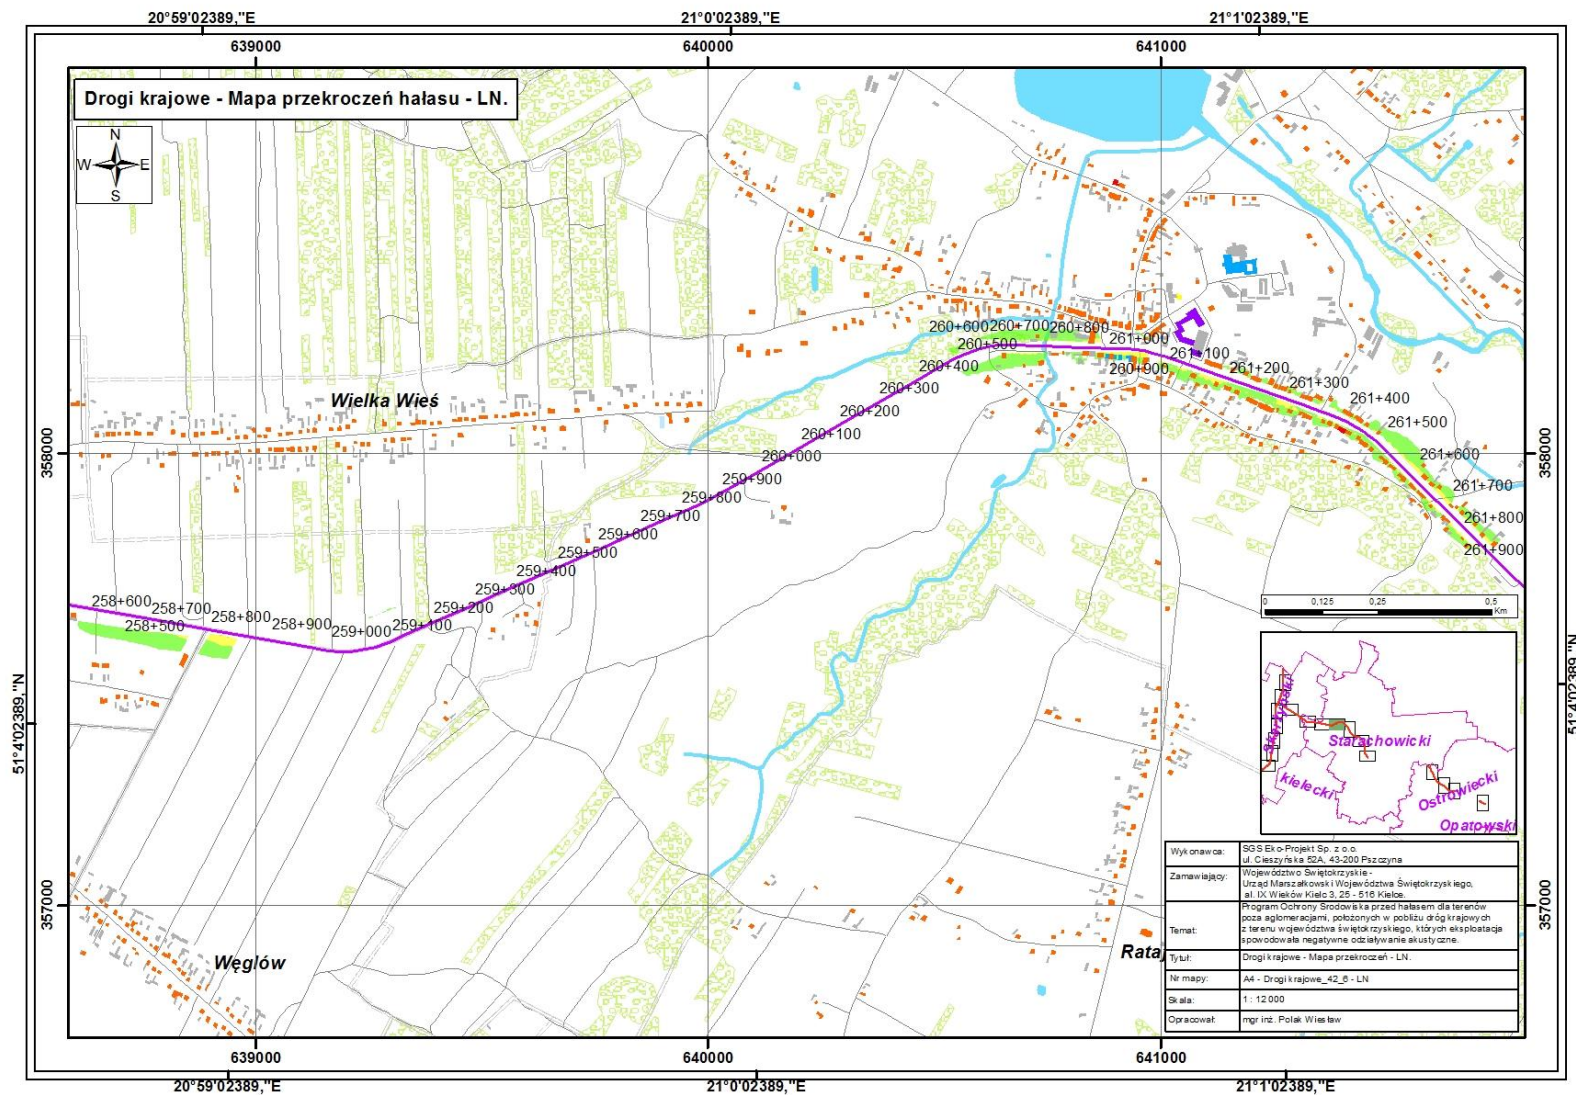 20°59'02389,"E
21°0'02389,"E
21°1'02389,"E
639000
640000
641000
Drogi krajowe - Mapa przekroczeń hałasu - LN.
N
W
E
S
358000
358000
Wielka Wieś
258+600
258+700
258+500
258+800
258+900
259+000
259+100
259+200
259+300
259+400
259+500
259+600
259+700
259+800
259+900
260+000
260+100
260+200
260+300
260+400
260+500
260+600
260+700
260+800
260+900
261+000
261+100
261+200
261+300
261+400
261+500
261+600
261+700
261+800
261+900
0
0,125
0,25
0,5
Km
51°4'02389,"N
51°4'02389,"N
Starachowicki
kielecki
Ostrowiecki
Opatowski
357000
357000
Węglów
Rataj
Wykonawca:
SGS Eko-Projekt Sp. z o.o.
ul. Cieszyńska 52A, 43-200 Pszczyna
Zamawiający:
Województwo Świętokrzyskie -
Urząd Marszałkowski Województwa Świętokrzyskiego,
al. IX Wieków Kielc 3, 25 - 516 Kielce.
Temat:
Program Ochrony Środowiska przed hałasem dla terenów
poza aglomeracjami, położonych w pobliżu dróg krajowych
z terenu województwa świętokrzyskiego, których eksploatacja
spowodowała negatywne oddziaływanie akustyczne.
Tytuł:
Drogi krajowe - Mapa przekroczeń - LN.
Nr mapy:
A4 - Drogi krajowe_42_6 - LN
Skala:
1 : 12 000
Opracował:
mgr inż. Polak Wiesław
639000
640000
641000
20°59'02389,"E
21°0'02389,"E
21°1'02389,"E